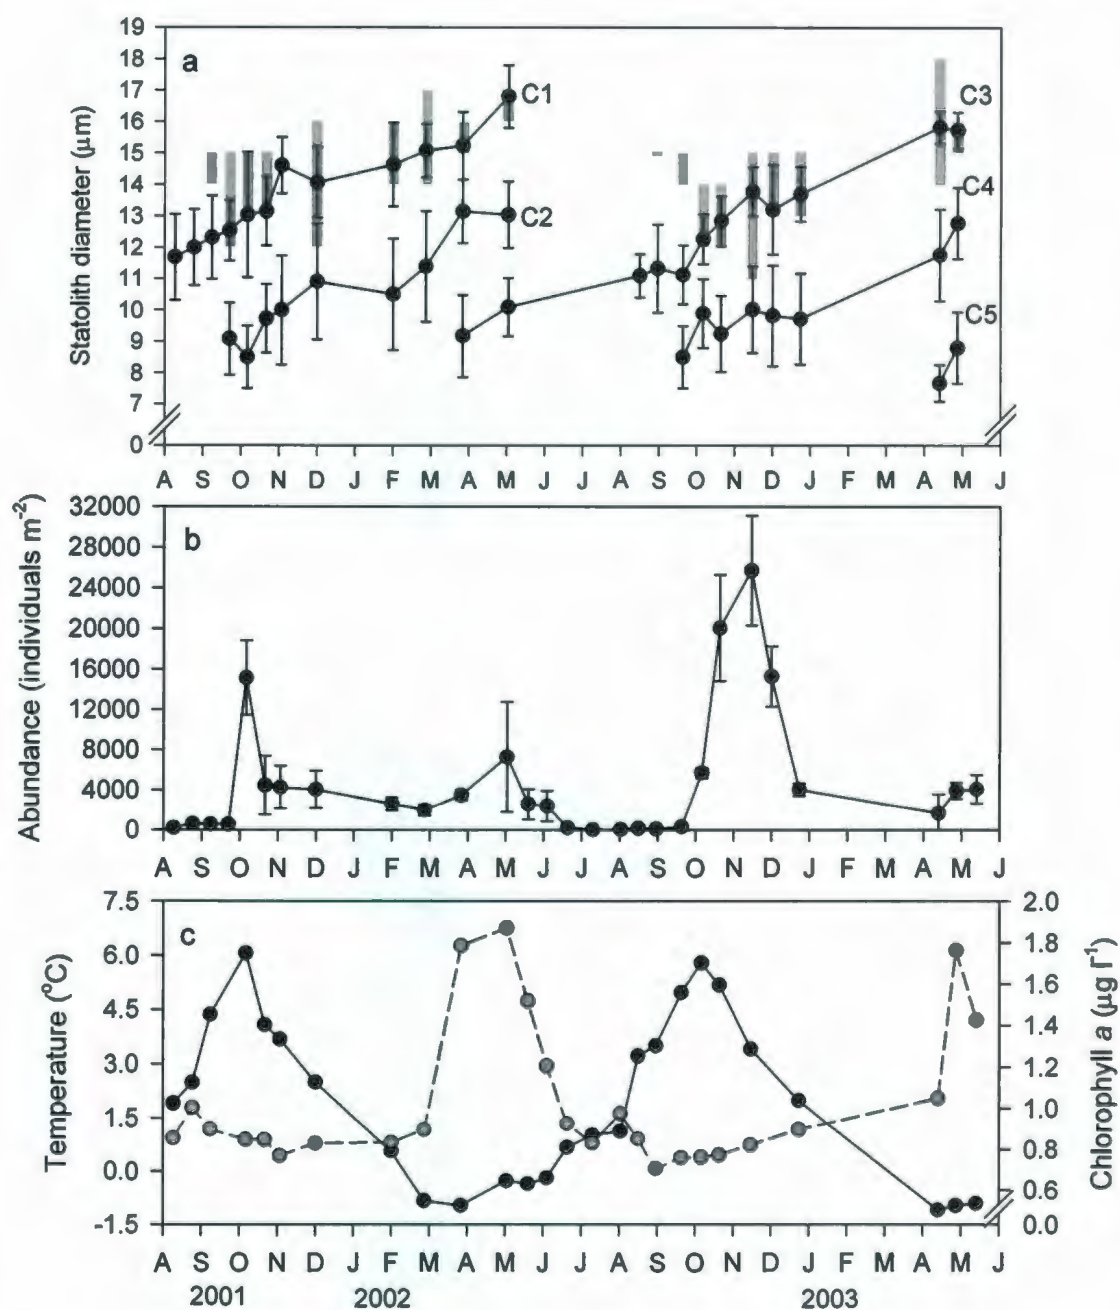 19
18
17
16
15
14
13
12
11
10
9
8
7
0
Statolith diameter (µm)
a
C1
C2
C3
C4
C5
A S O N D J F M A M J J A S O N D J F M A M J
32000
28000
24000
20000
16000
12000
8000
4000
0
Abundance (individuals m⁻²)
b
A S O N D J F M A M J J A S O N D J F M A M J
7.5
6.0
4.5
3.0
1.5
0.0
-1.5
Temperature (°C)
c
2.0
1.8
1.6
1.4
1.2
1.0
0.8
0.6
0.0
Chlorophyll a (µg l⁻¹)
A S O N D J F M A M J J A S O N D J F M A M J
2001 2002 2003